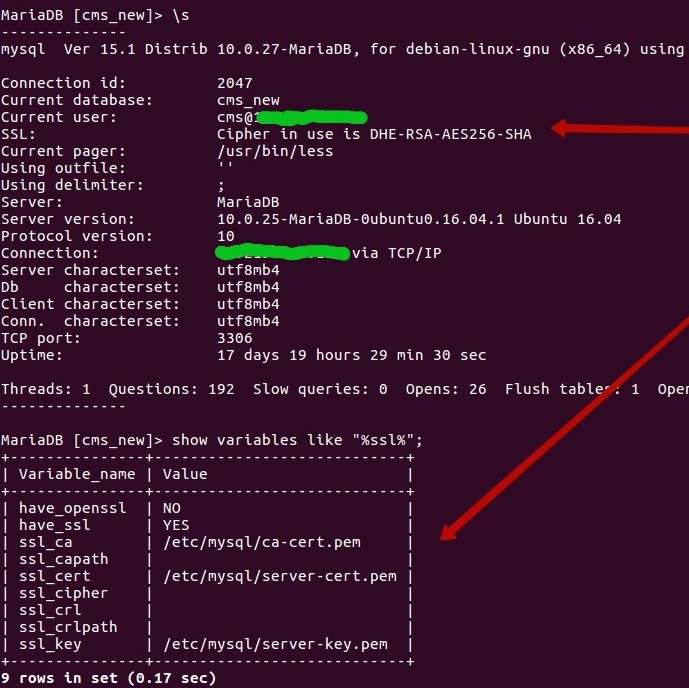 MariaDB [cms_new]> \s
--------------
mysql  Ver 15.1 Distrib 10.0.27-MariaDB, for debian-linux-gnu (x86_64) using
Connection id:          2047
Current database:       cms_new
Current user:           cms@
SSL:                    Cipher in use is DHE-RSA-AES256-SHA
Current pager:          /usr/bin/less
Using outfile:          ''
Using delimiter:        ;
Server:                 MariaDB
Server version:         10.0.25-MariaDB-0ubuntu0.16.04.1 Ubuntu 16.04
Protocol version:       10
Connection:             via TCP/IP
Server characterset:    utf8mb4
Db     characterset:    utf8mb4
Client characterset:    utf8mb4
Conn.  characterset:    utf8mb4
TCP port:               3306
Uptime:                 17 days 19 hours 29 min 30 sec
Threads: 1  Questions: 192  Slow queries: 0  Opens: 26  Flush tables: 1  Open
--------------
MariaDB [cms_new]> show variables like "%ssl%";
+---------------+----------------------------+
| Variable_name | Value                      |
+---------------+----------------------------+
| have_openssl  | NO                         |
| have_ssl      | YES                        |
| ssl_ca        | /etc/mysql/ca-cert.pem     |
| ssl_capath    |                            |
| ssl_cert      | /etc/mysql/server-cert.pem |
| ssl_cipher    |                            |
| ssl_crl       |                            |
| ssl_crlpath   |                            |
| ssl_key       | /etc/mysql/server-key.pem  |
+---------------+----------------------------+
9 rows in set (0.17 sec)